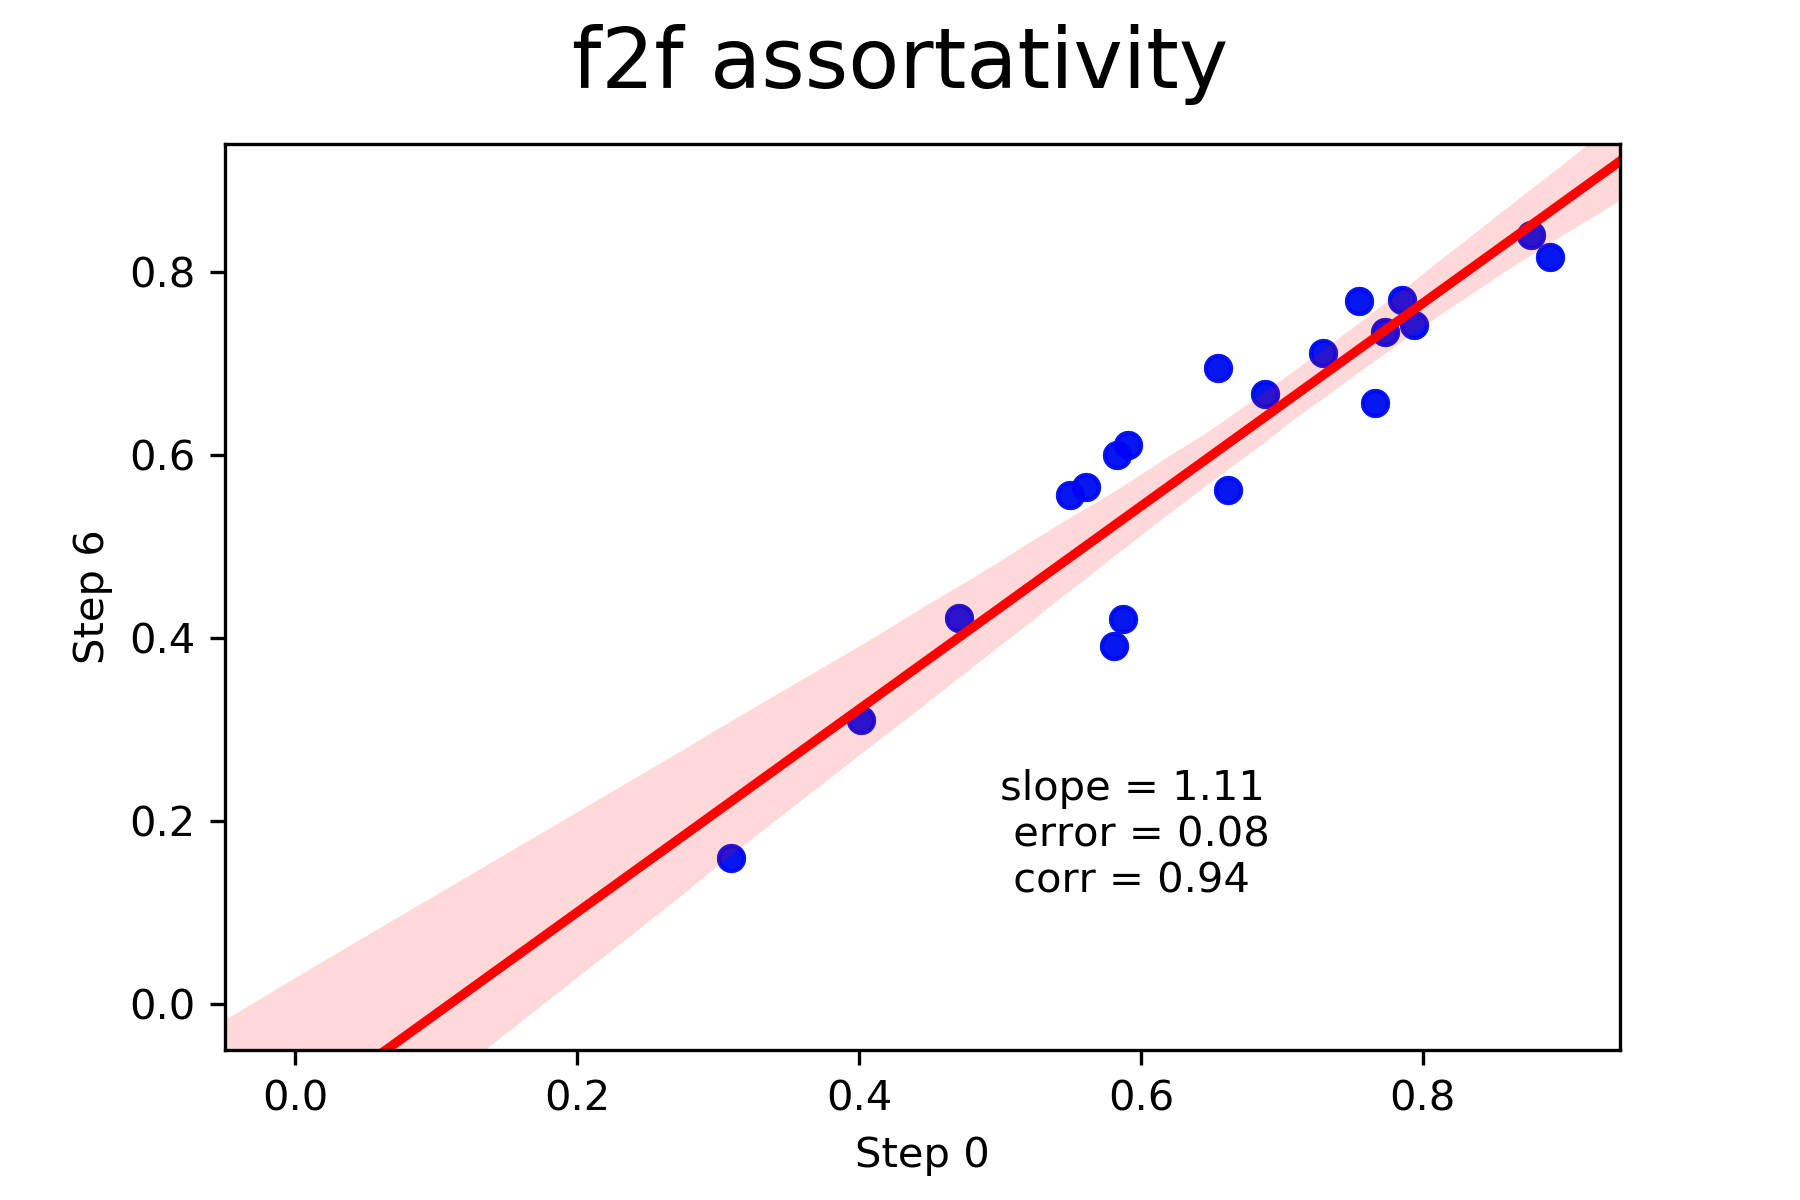 f2f assortativity
0.8
0.6
0.4
0.2
0.0
Step 6
slope = 1.11
error = 0.08
corr = 0.94
0.0 0.2 0.4 0.6 0.8
Step 0